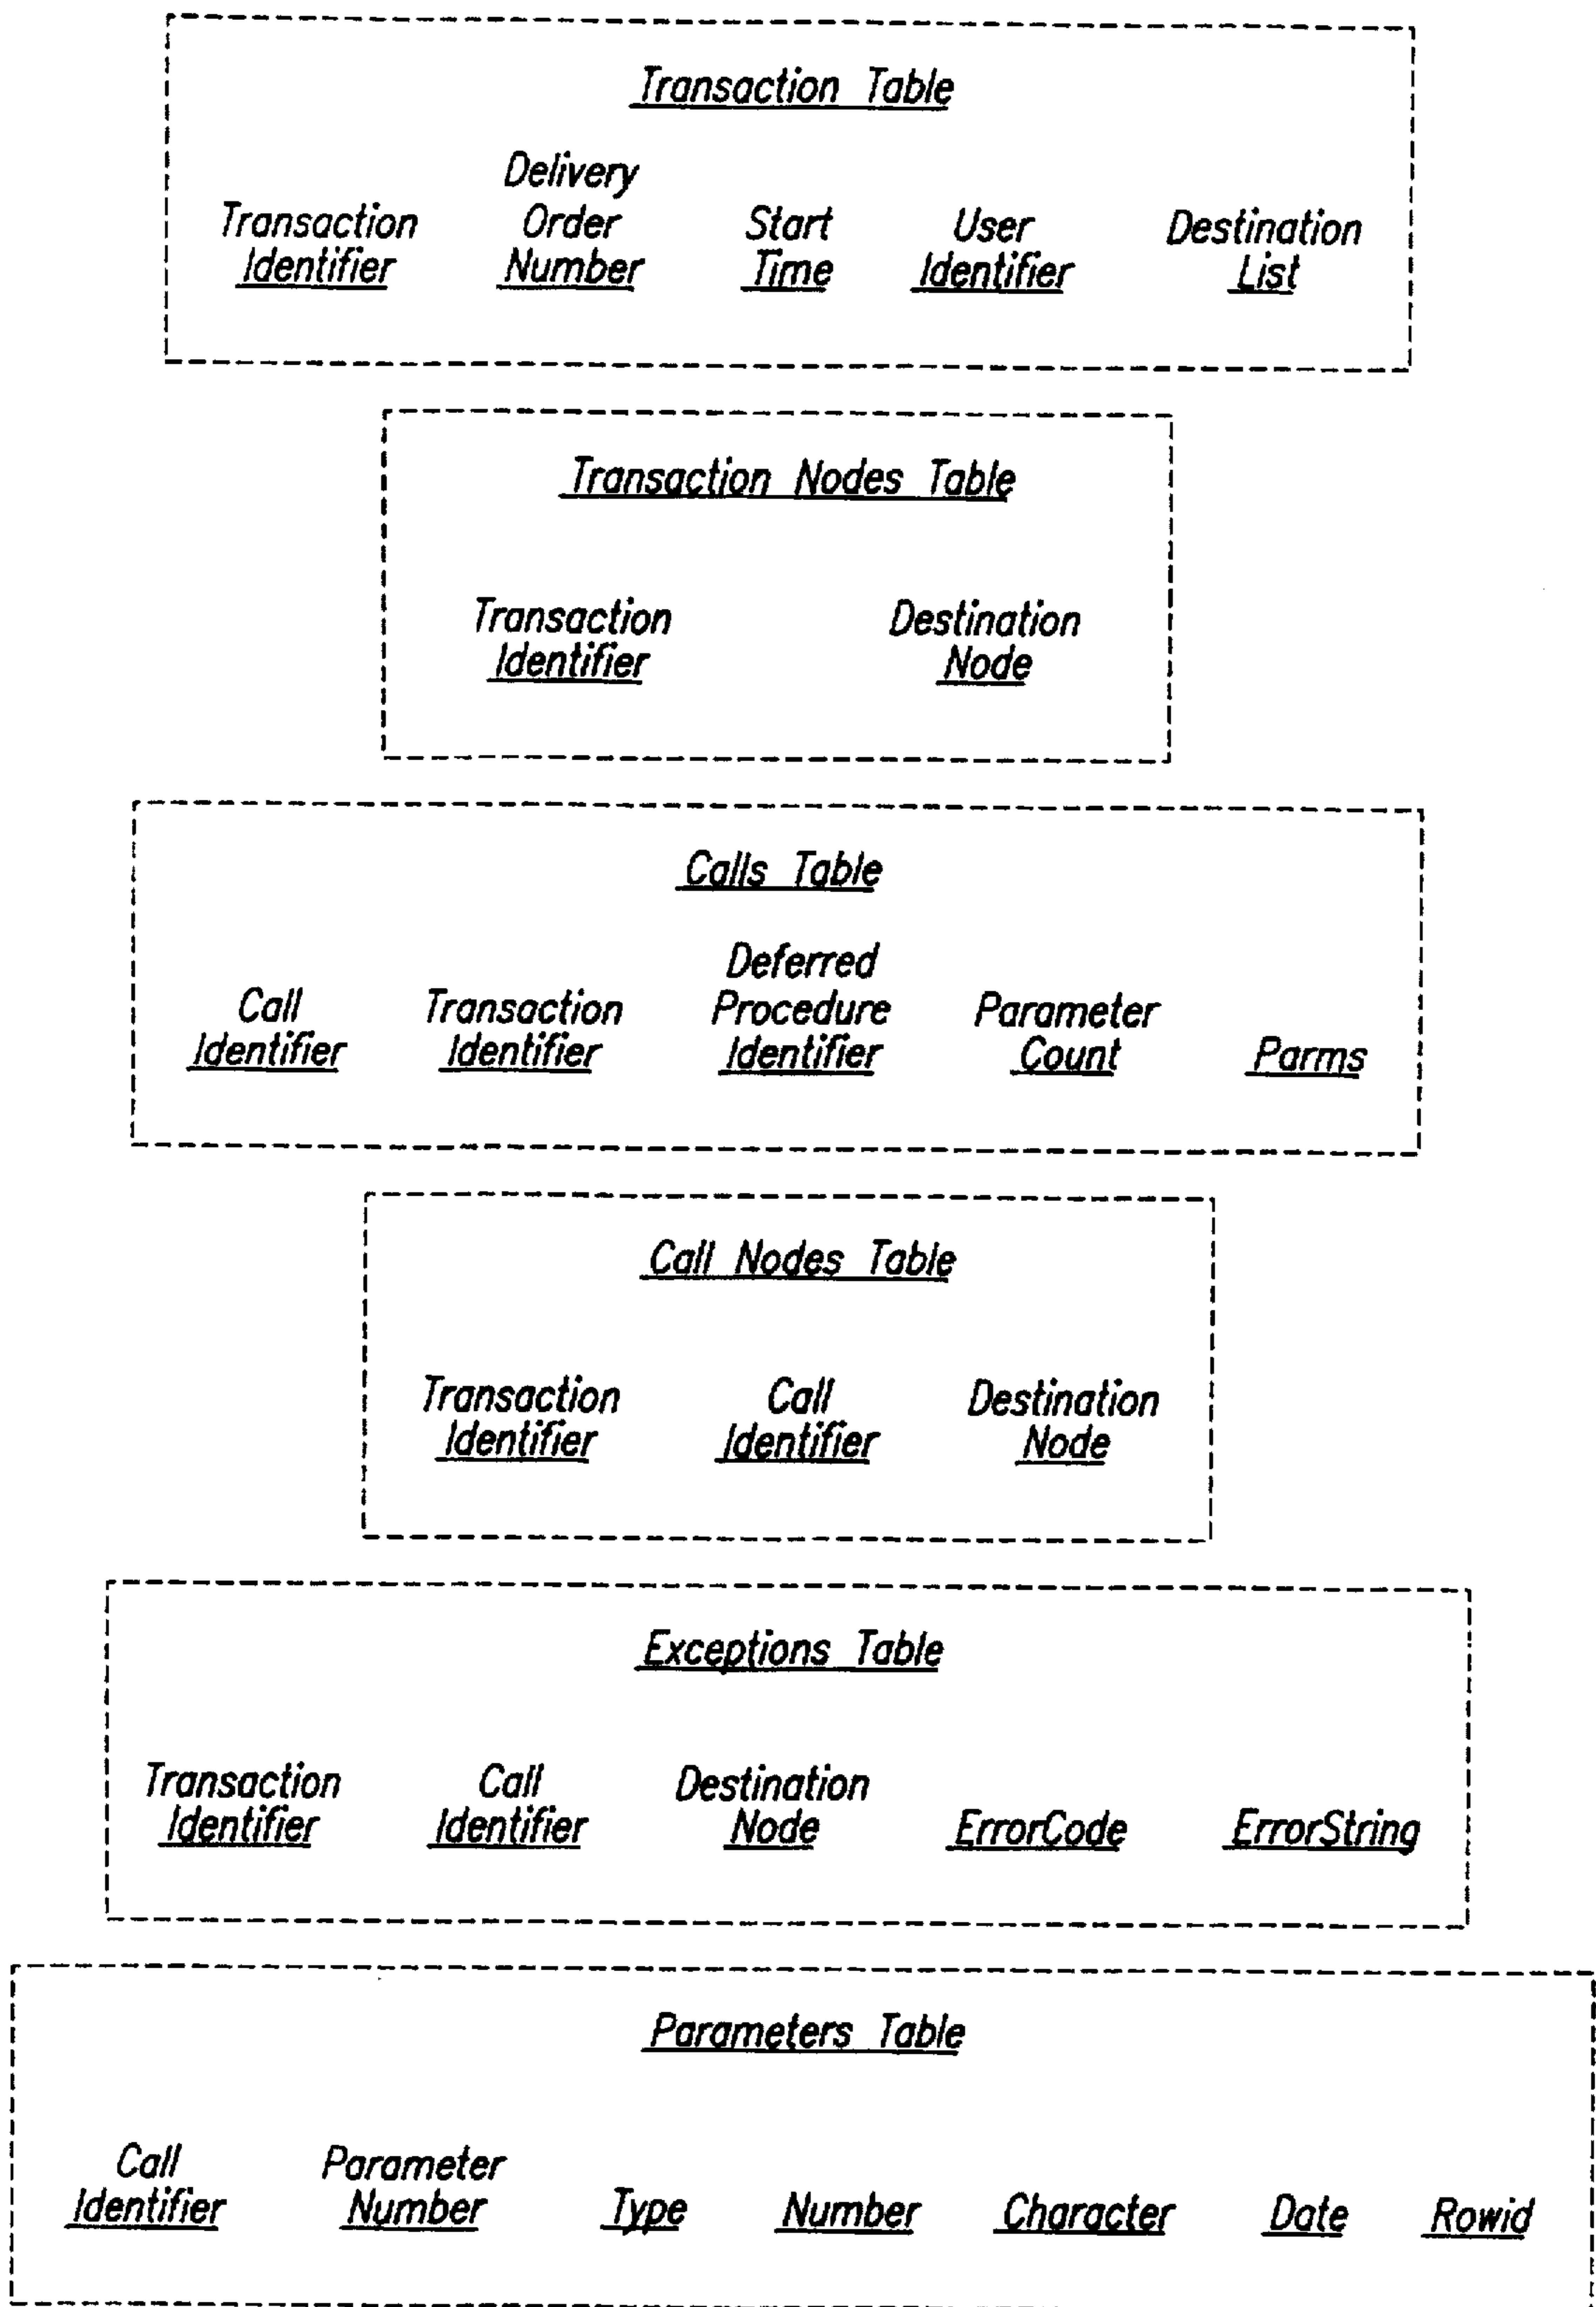 Transaction Table
Delivery
Transaction Order Start User Destination
Identifier Number Time Identifier List
Transaction Nodes Table
Transaction Destination
Identifier Node
Calls Table
Deferred
Call Transaction Procedure Parameter
Identifier Identifier Identifier Count Parms
Call Nodes Table
Transaction Call Destination
Identifier Identifier Node
Exceptions Table
Transaction Call Destination
Identifier Identifier Node ErrorCode ErrorString
Parameters Table
Call Parameter
Identifier Number Type Number Character Date Rowid